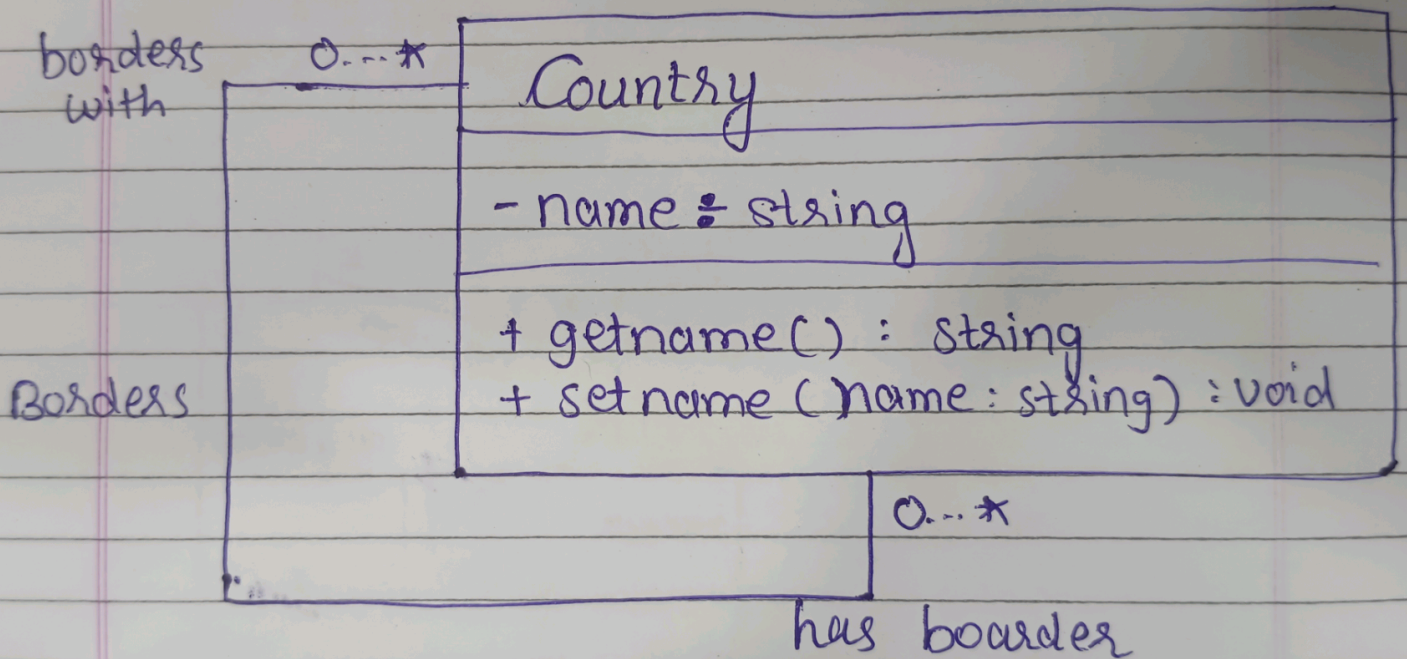 borders
with
0...*
Country
- name : string
+ getname() : string
Borders
+ setname (name : string) : void
0...*
has boarder